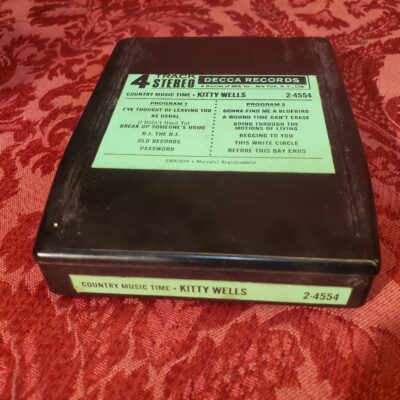 4 TRACK STEREO
DECCA RECORDS
A Division of MCA Inc., New York, N. Y., USA
COUNTRY MUSIC TIME • KITTY WELLS 2-4554
PROGRAM 1
I'VE THOUGHT OF LEAVING YOU
AS USUAL
(I Didn't Have To)
BREAK UP SOMEONE'S HOME
B.J. THE D.J.
OLD RECORDS
PASSWORD
PROGRAM 2
GONNA FIND ME A BLUEBIRD
A WOUND TIME CAN'T ERASE
GOING THROUGH THE
MOTIONS OF LIVING
BEGGING TO YOU
THIS WHITE CIRCLE
BEFORE THIS DAY ENDS
COUNTRY MUSIC TIME • KITTY WELLS 2-4554